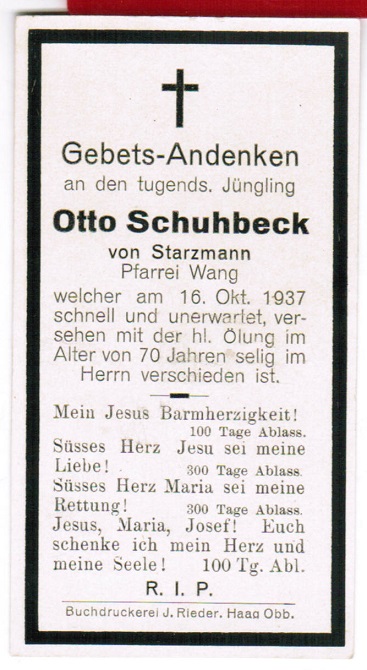 Gebets-Andenken
an den tugends. Jüngling
Otto Schuhbeck
von Starzmann
Pfarrei Wang
welcher am 16. Okt. 1937
schnell und unerwartet, ver-
sehen mit der hl. Ölung im
Alter von 70 Jahren selig im
Herrn verschieden ist.
Mein Jesus Barmherzigkeit!
100 Tage Ablass.
Süsses Herz Jesu sei meine
Liebe! 300 Tage Ablass.
Süsses Herz Maria sei meine
Rettung! 300 Tage Ablass.
Jesus, Maria, Josef! Euch
schenke ich mein Herz und
meine Seele! 100 Tg. Abl.
R. I. P.
Buchdruckerei J. Rieder. Haag Obb.